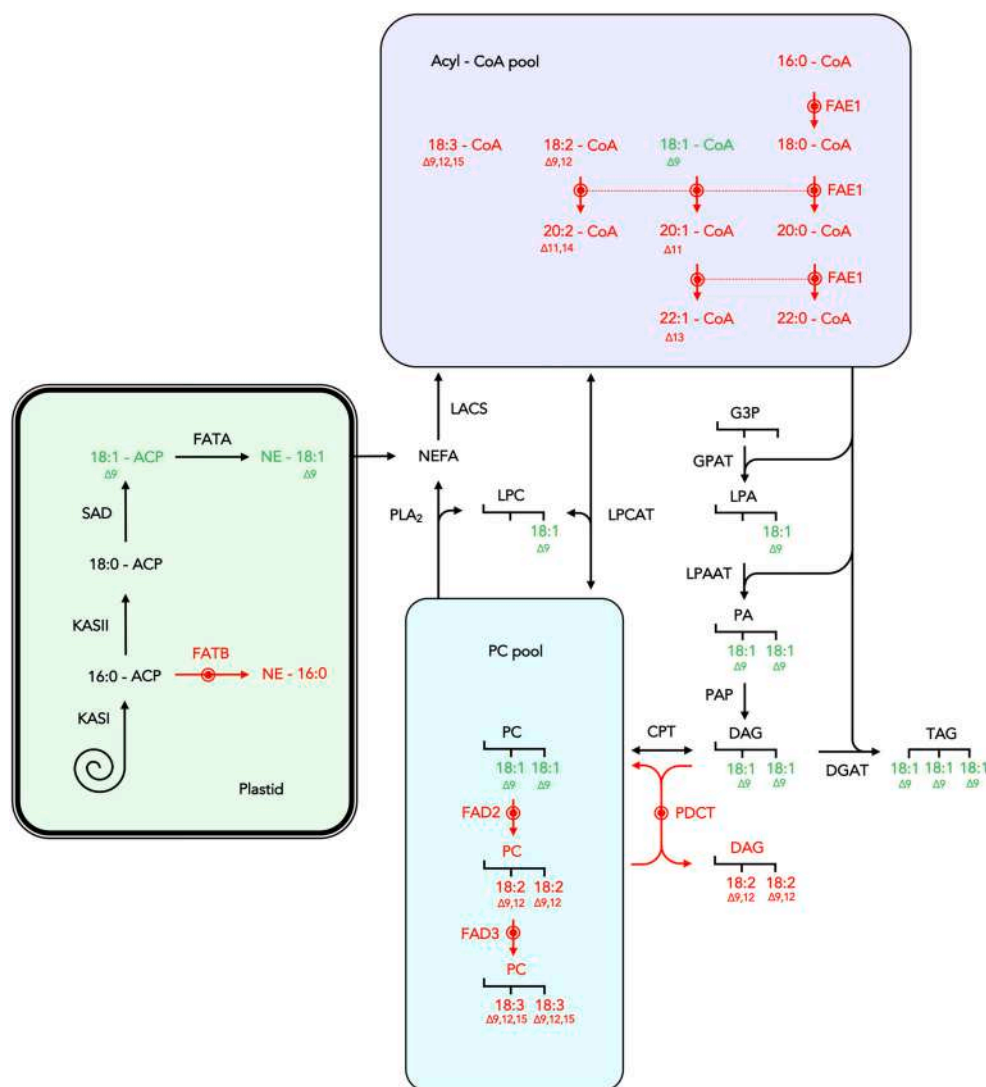 Acyl - CoA pool
16:0 - CoA
FAE1
18:3 - CoA 18:2 - CoA 18:1 - CoA 18:0 - CoA
Δ9,12,15 Δ9,12 Δ9
FAE1
20:2 - CoA 20:1 - CoA 20:0 - CoA
Δ11,14 Δ11
FAE1
22:1 - CoA 22:0 - CoA
Δ13
18:1 - ACP FATA NE - 18:1
Δ9 Δ9
SAD
18:0 - ACP
KASII
FATB
16:0 - ACP NE - 16:0
KASI
Plastid
LACS
NEFA
PLA₂
LPC
18:1
Δ9
LPCAT
G3P
GPAT
LPA
18:1
Δ9
LPAAT
PA
18:1 18:1
Δ9 Δ9
PAP
PC pool
PC CPT DAG DGAT TAG
18:1 18:1 18:1 18:1 18:1 18:1 18:1
Δ9 Δ9 Δ9 Δ9 Δ9 Δ9 Δ9
FAD2 PDCT
PC DAG
18:2 18:2 18:2 18:2
Δ9,12 Δ9,12 Δ9,12 Δ9,12
FAD3
PC
18:3 18:3
Δ9,12,15 Δ9,12,15